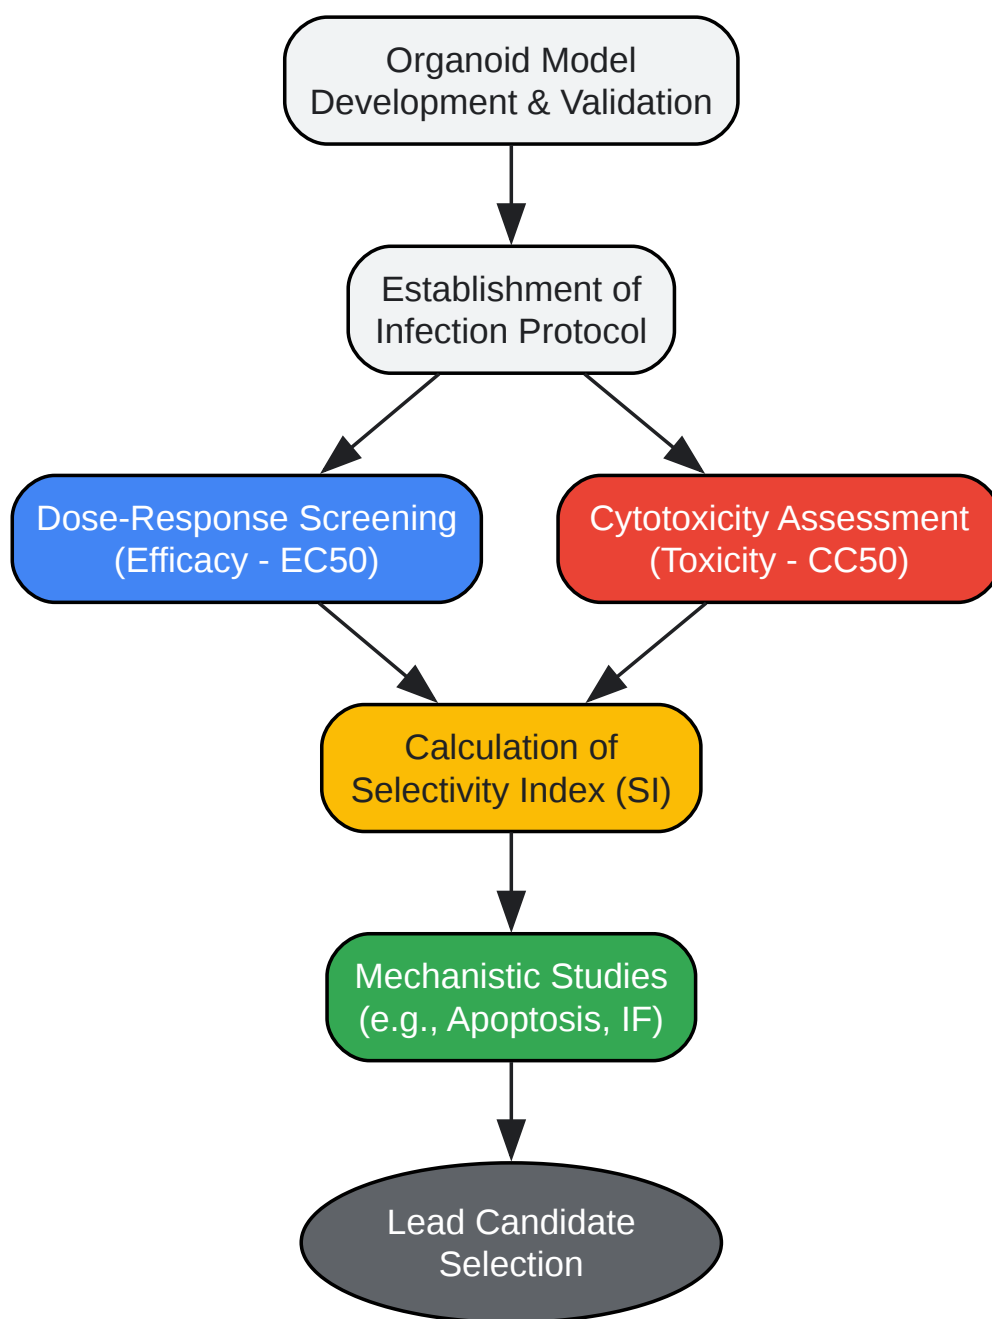 Organoid Model
Development & Validation
Establishment of
Infection Protocol
Dose-Response Screening
(Efficacy - EC50)
Cytotoxicity Assessment
(Toxicity - CC50)
Calculation of
Selectivity Index (SI)
Mechanistic Studies
(e.g., Apoptosis, IF)
Lead Candidate
Selection